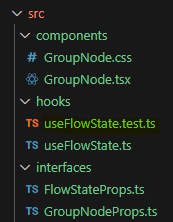 src
components
# GroupNode.css
GroupNode.tsx
hooks
TS useFlowState.test.ts
TS useFlowState.ts
interfaces
TS FlowStateProps.ts
TS GroupNodeProps.ts